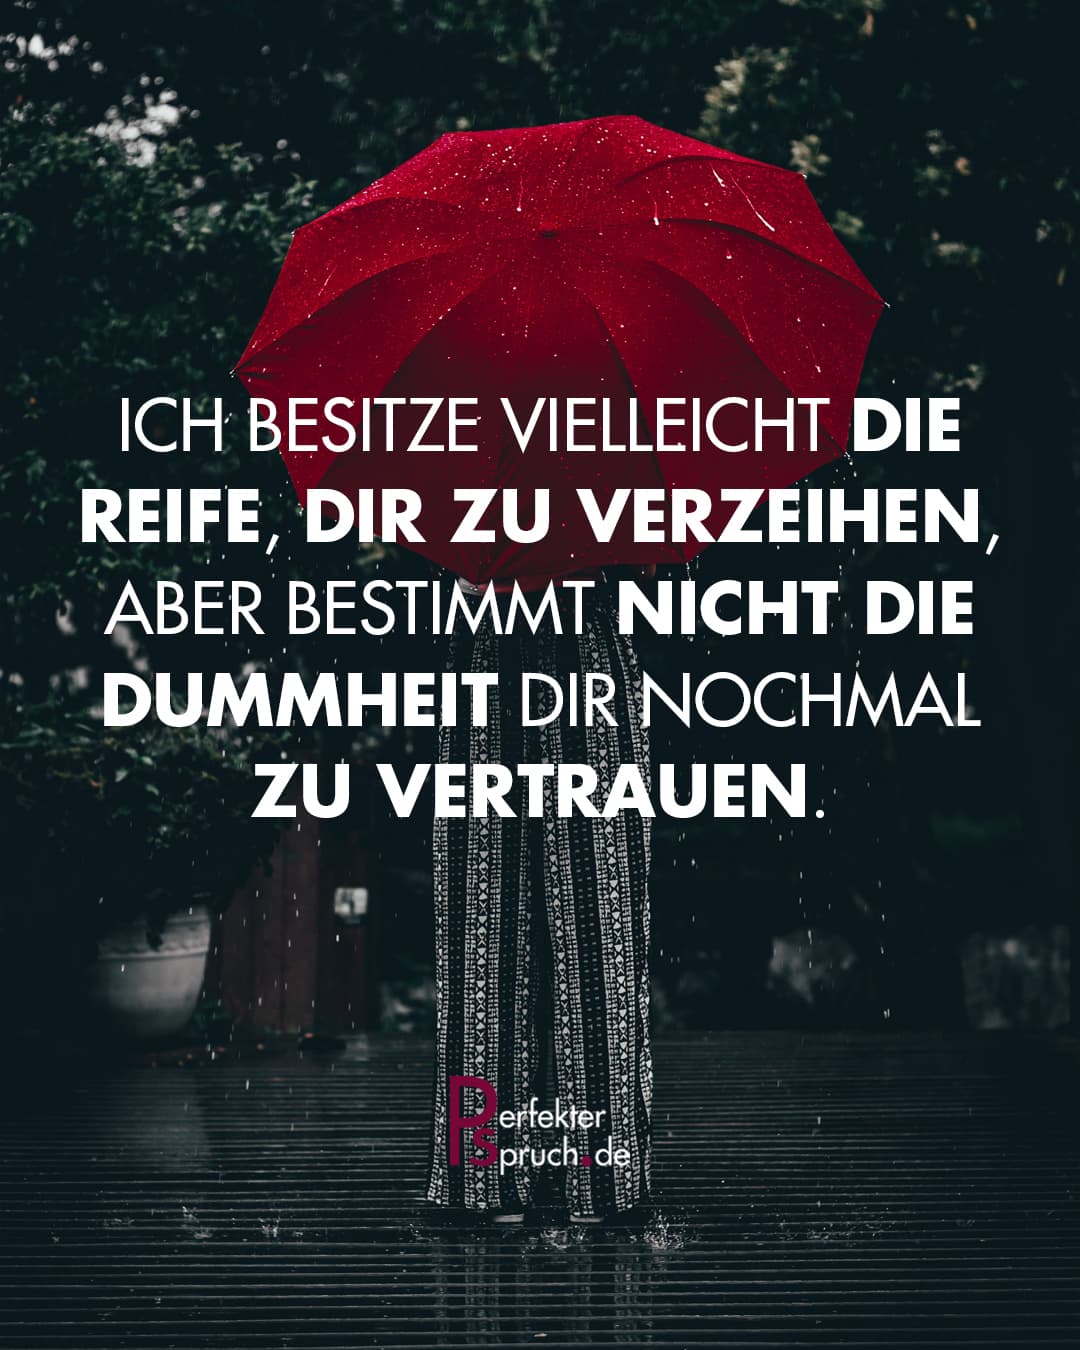 ICH BESITZE VIELLEICHT DIE
REIFE, DIR ZU VERZEIHEN,
ABER BESTIMMT NICHT DIE
DUMMHEIT DIR NOCHMAL
ZU VERTRAUEN.
Perfekter
Spruch.de